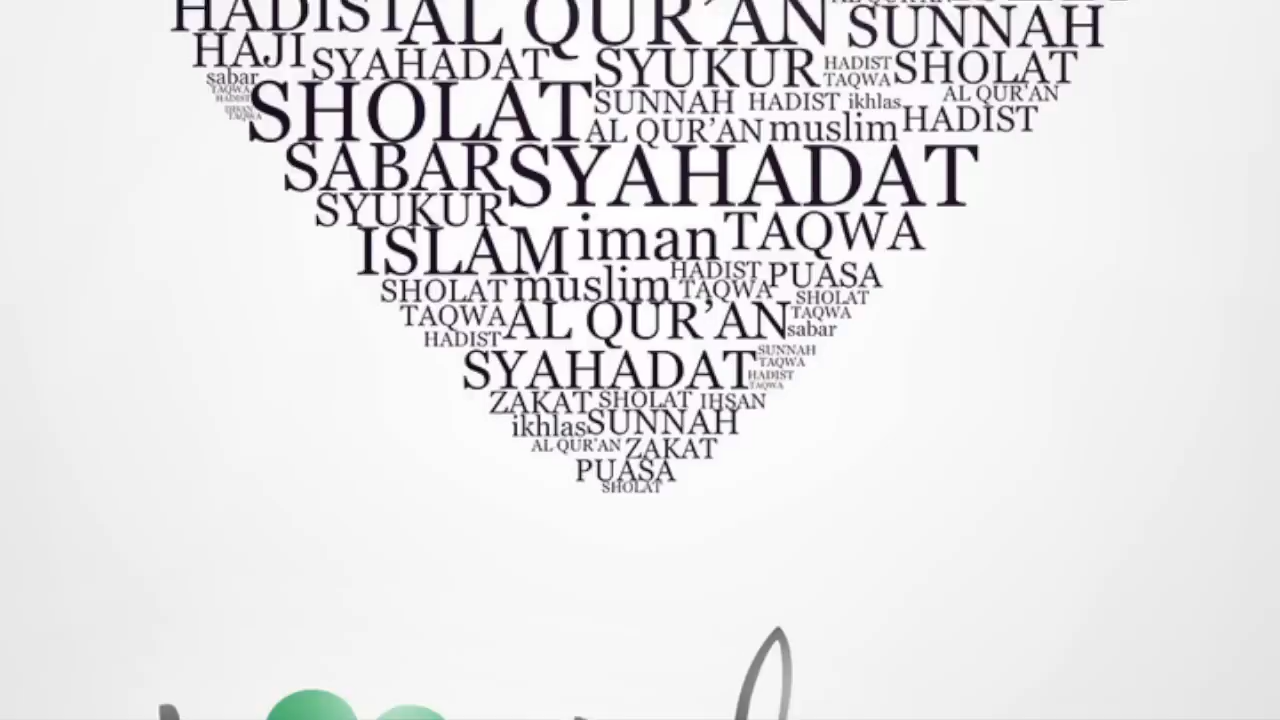 HADIST AL QUR'AN SUNNAH
HAJI SYAHADAT SYUKUR HADIST TAQWA SHOLAT
sabar TAQWA HADIST SHOLAT SUNNAH HADIST ikhlas AL QUR'AN
IHSAN TAQWA AL QUR'AN muslim HADIST
SABAR SYAHADAT
SYUKUR
ISLAM iman TAQWA
SHOLAT muslim HADIST TAQWA PUASA
SHOLAT
TAQWA AL QUR'AN TAQWA
HADIST sabar
SYAHADAT SUNNAH
TAQWA
HADIST
TAQWA
ZAKAT SHOLAT IHSAN
ikhlas SUNNAH
AL QUR'AN ZAKAT
PUASA
SHOLAT